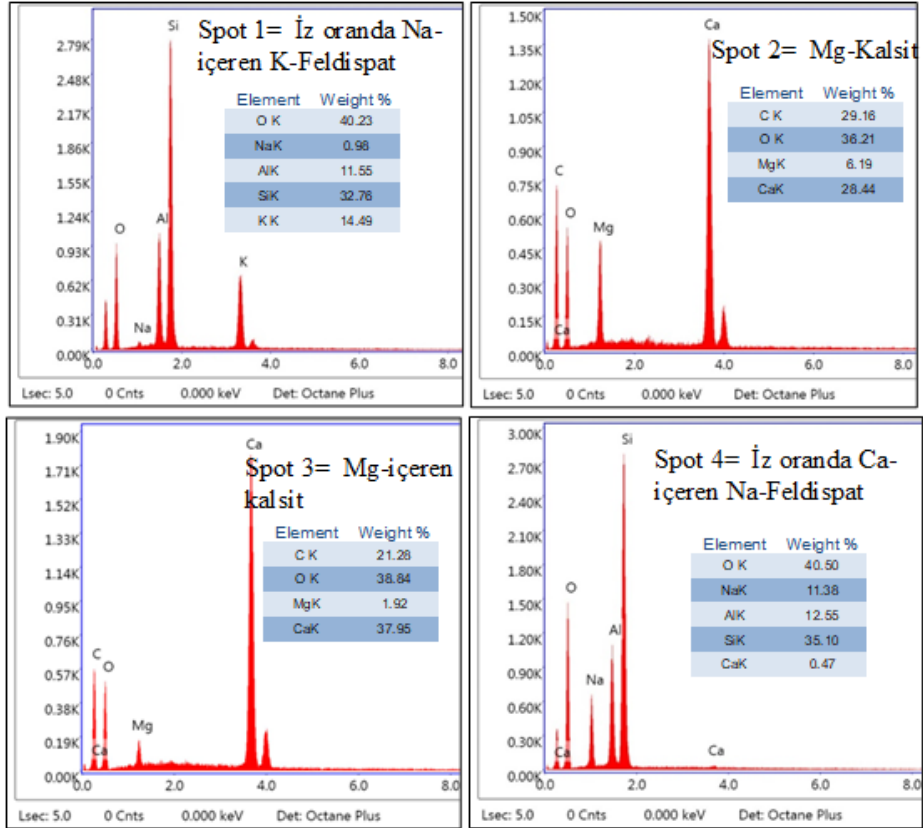 Spot 1= İz oranda Na-
içeren K-Feldispat
Element Weight %
O K 40.23
NaK 0.98
AlK 11.55
SiK 32.76
K K 14.49
2.79K
2.48K
2.17K
1.86K
1.55K
1.24K
0.93K
0.62K
0.31K
0.00K
O
Na
Al
Si
K
0.0 2.0 4.0 6.0 8.0
Lsec: 5.0 0 Cnts 0.000 keV Det: Octane Plus
Spot 2= Mg-Kalsit
Element Weight %
C K 29.16
O K 36.21
MgK 6.19
CaK 28.44
1.50K
1.35K
1.20K
1.05K
0.90K
0.75K
0.60K
0.45K
0.30K
0.15K
0.00K
C
Ca
O
Mg
Ca
0.0 2.0 4.0 6.0 8.0
Lsec: 5.0 0 Cnts 0.000 keV Det: Octane Plus
Spot 3= Mg-içeren
kalsit
Element Weight %
C K 21.28
O K 38.84
MgK 1.92
CaK 37.95
1.90K
1.71K
1.52K
1.33K
1.14K
0.95K
0.76K
0.57K
0.38K
0.19K
0.00K
C
Ca
O
Mg
Ca
0.0 2.0 4.0 6.0 8.0
Lsec: 5.0 0 Cnts 0.000 keV Det: Octane Plus
Spot 4= İz oranda Ca-
içeren Na-Feldispat
Element Weight %
O K 40.50
NaK 11.38
AlK 12.55
SiK 35.10
CaK 0.47
3.00K
2.70K
2.40K
2.10K
1.80K
1.50K
1.20K
0.90K
0.60K
0.30K
0.00K
Ca
O
Na
Al
Si
Ca
0.0 2.0 4.0 6.0 8.0
Lsec: 5.0 0 Cnts 0.000 keV Det: Octane Plus